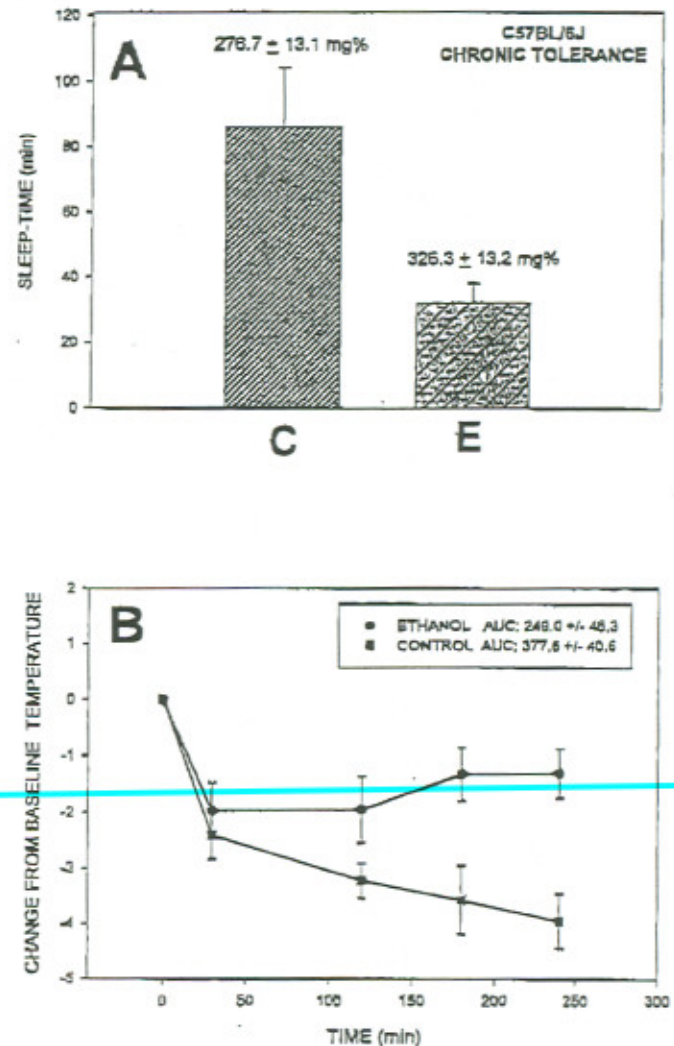 A
276.7 ± 13.1 mg%
C57BL/6J
CHRONIC TOLERANCE
120
100
80
60
40
20
0
SLEEP-TIME (min)
326.3 ± 13.2 mg%
C
E
B
2
1
0
-1
-2
-3
-4
-5
CHANGE FROM BASELINE TEMPERATURE
ETHANOL AUC; 249.0 +/- 46.3
CONTROL AUC; 377.6 +/- 40.6
0
50
100
150
200
250
300
TIME (min)